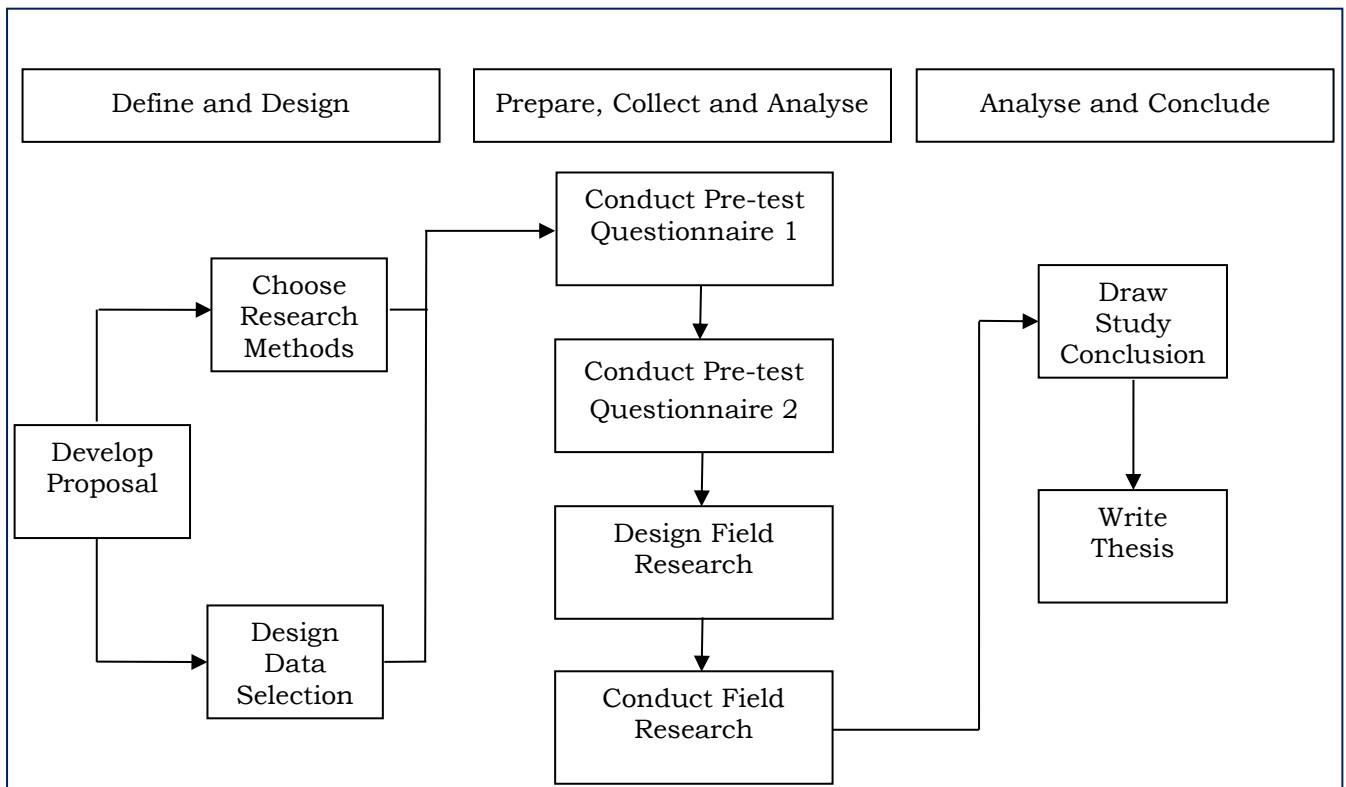 Define and Design
Prepare, Collect and Analyse
Analyse and Conclude
Develop
Proposal
Choose
Research
Methods
Design
Data
Selection
Conduct Pre-test
Questionnaire 1
Conduct Pre-test
Questionnaire 2
Design Field
Research
Conduct Field
Research
Draw
Study
Conclusion
Write
Thesis